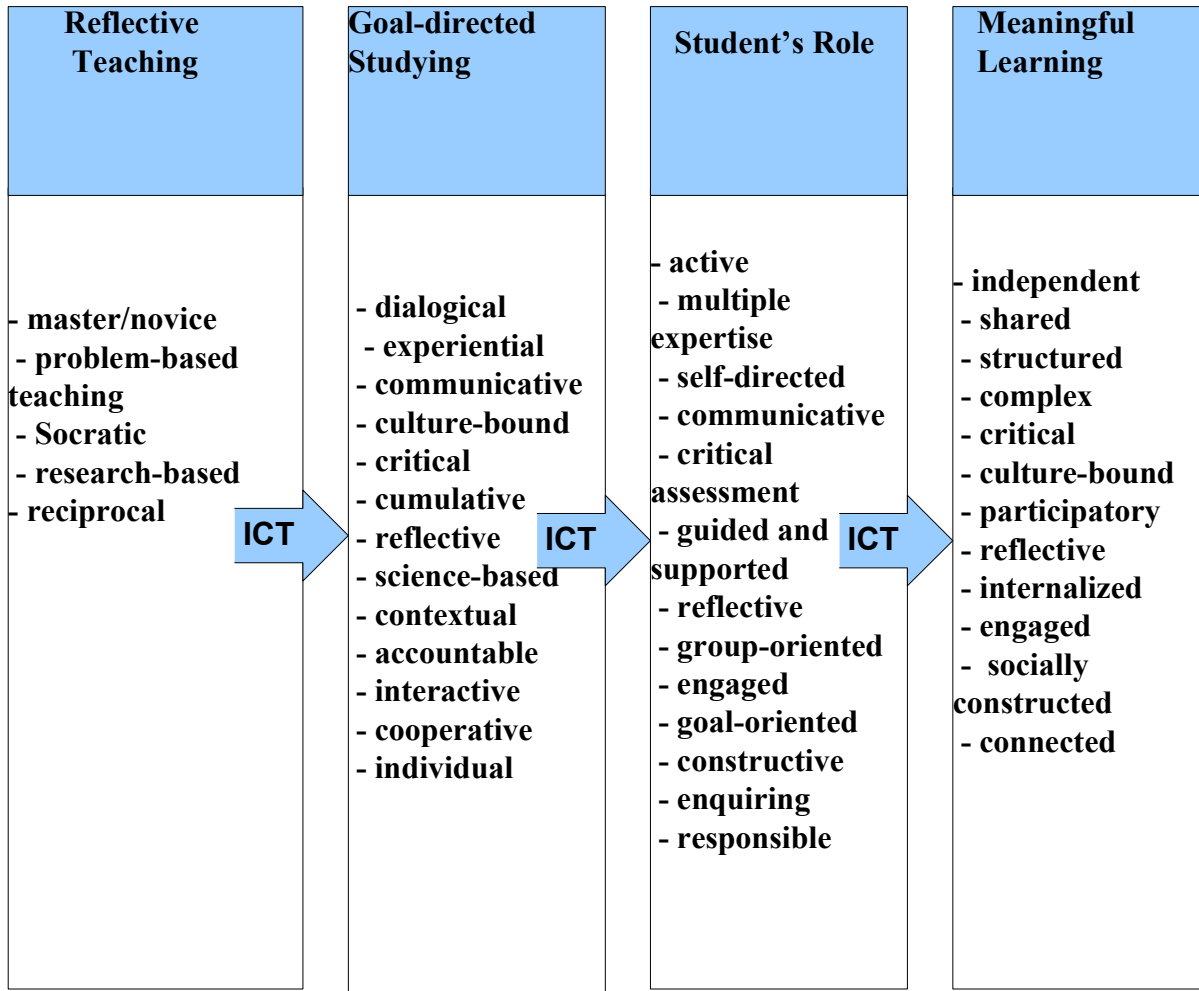 Reflective
Teaching
- master/novice
- problem-based
teaching
- Socratic
- research-based
- reciprocal
ICT
Goal-directed
Studying
- dialogical
- experiential
- communicative
- culture-bound
- critical
- cumulative
- reflective
- science-based
- contextual
- accountable
- interactive
- cooperative
- individual
ICT
Student’s Role
- active
- multiple
expertise
- self-directed
- communicative
- critical
assessment
- guided and
supported
- reflective
- group-oriented
- engaged
- goal-oriented
- constructive
- enquiring
- responsible
ICT
Meaningful
Learning
- independent
- shared
- structured
- complex
- critical
- culture-bound
- participatory
- reflective
- internalized
- engaged
- socially
constructed
- connected